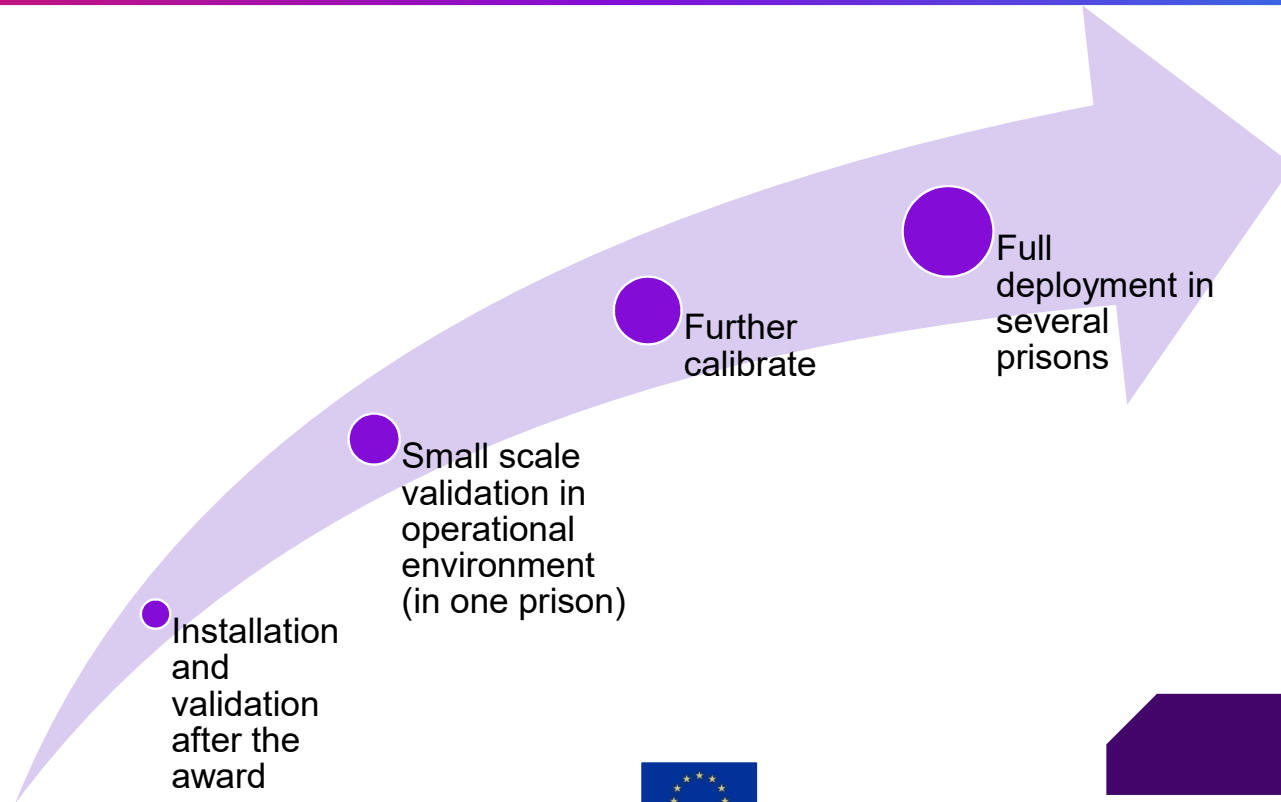 Installation
and
validation
after the
award
Small scale
validation in
operational
environment
(in one prison)
Further
calibrate
Full
deployment in
several
prisons